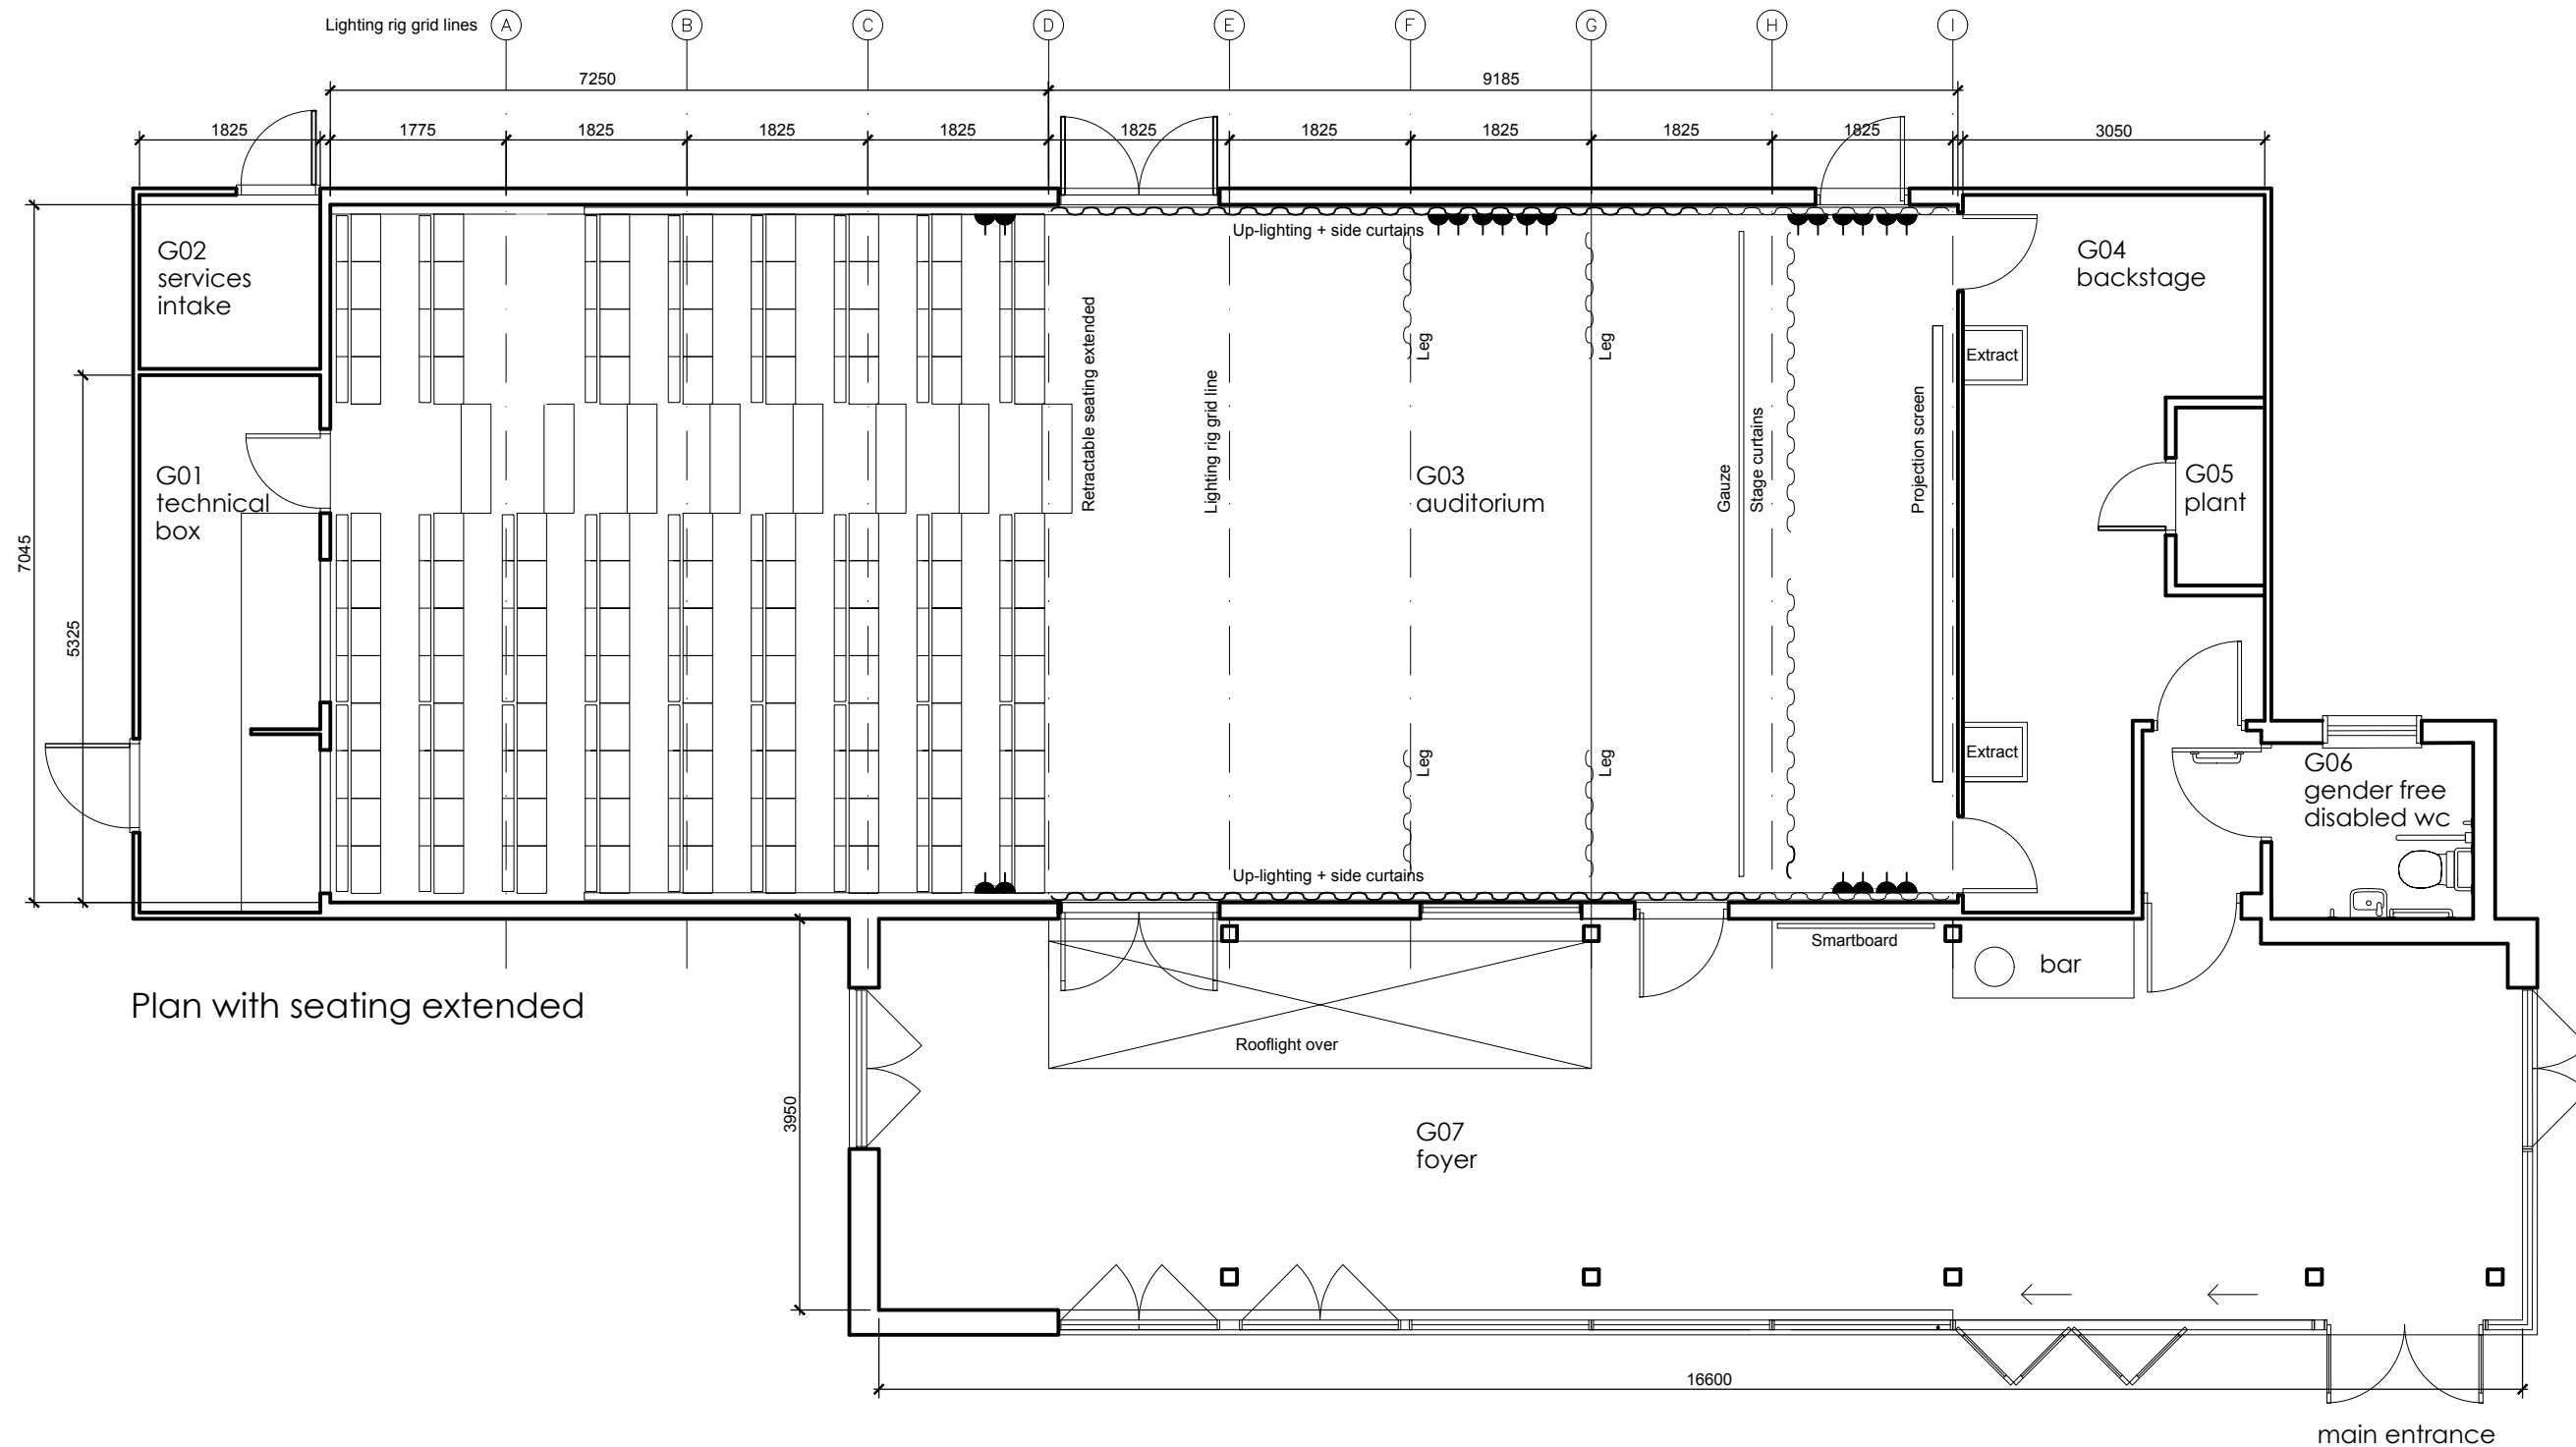 Lighting rig grid lines
A
B
C
D
E
F
G
H
I
7250
9185
1825
1775
1825
1825
1825
1825
1825
1825
1825
1825
3050
Up-lighting + side curtains
G02
services
intake
G04
backstage
Leg
Leg
Extract
Retractable seating extended
Lighting rig grid line
Gauze
Stage curtains
Projection screen
G01
technical
box
G03
auditorium
G05
plant
7045
5325
Leg
Leg
Extract
G06
gender free
disabled wc
Up-lighting + side curtains
Smartboard
bar
Plan with seating extended
Rooflight over
3950
G07
foyer
16600
main entrance